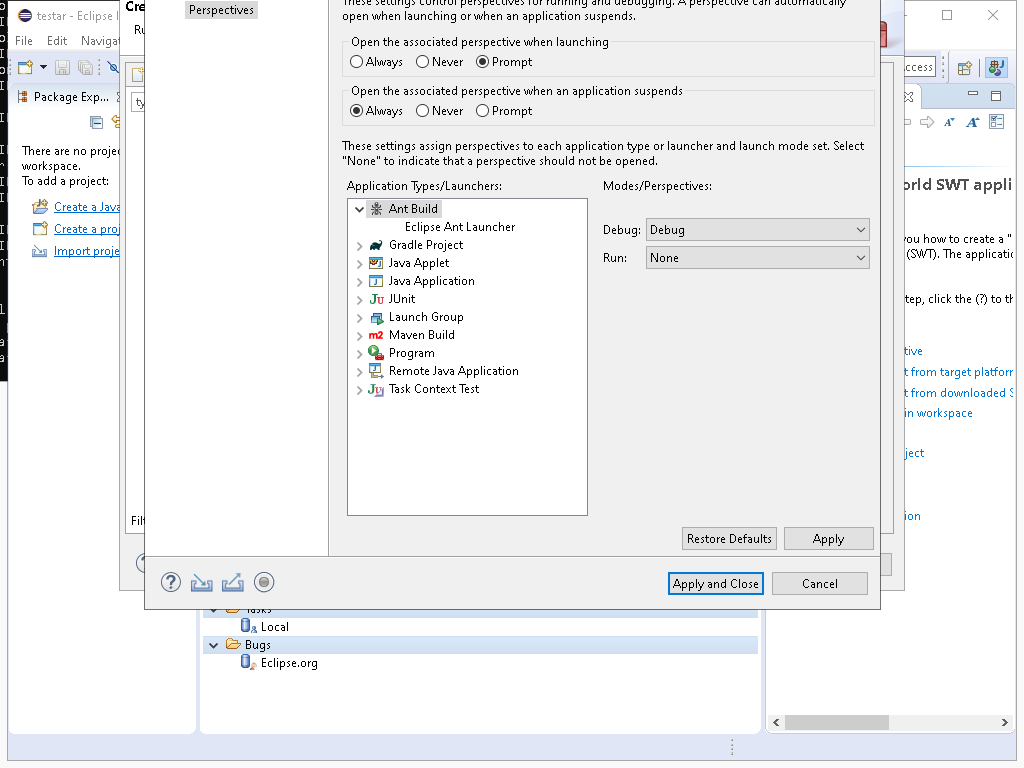 testar - Eclipse I
Cre
Perspectives
These settings control perspectives for running and debugging. A perspective can automatically
open when launching or when an application suspends.
File Edit Navigat
Open the associated perspective when launching
Always Never Prompt
ccess
Package Exp...
Open the associated perspective when an application suspends
Always Never Prompt
There are no proje
workspace.
To add a project:
Create a Java
Create a proj
Import proje
These settings assign perspectives to each application type or launcher and launch mode set. Select
"None" to indicate that a perspective should not be opened.
Application Types/Launchers:
Modes/Perspectives:
Ant Build
Eclipse Ant Launcher
Gradle Project
Java Applet
Java Application
JUnit
Launch Group
Maven Build
Program
Remote Java Application
Task Context Test
Debug: Debug
Run: None
orld SWT appli
you how to create a "
(SWT). The applicatio
tep, click the (?) to th
tive
t from target platform
t from downloaded S
in workspace
ject
ion
Filt
Restore Defaults
Apply
Apply and Close
Cancel
Tasks
Local
Bugs
Eclipse.org